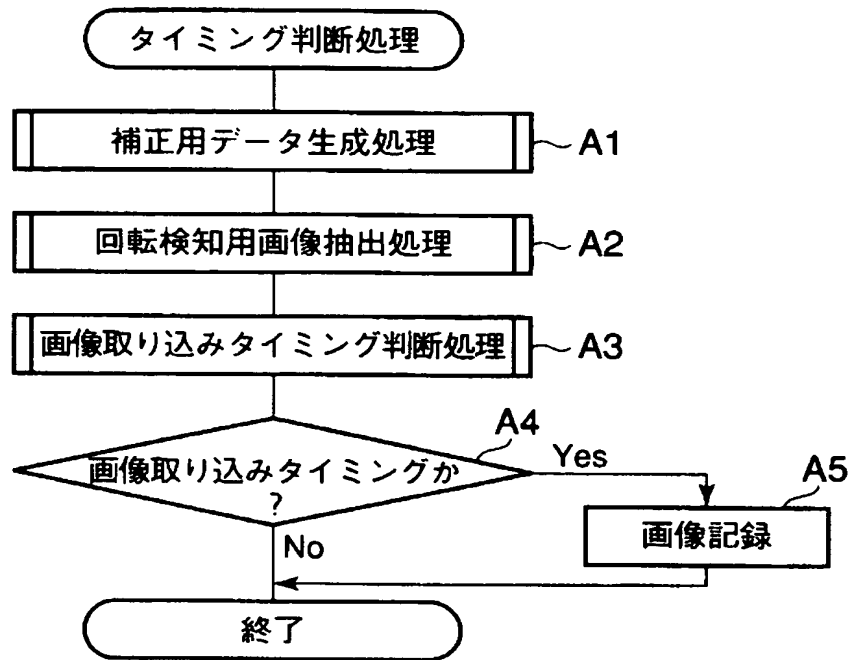 タイミング判断処理
補正用データ生成処理
A1
回転検知用画像抽出処理
A2
画像取り込みタイミング判断処理
A3
A4
画像取り込みタイミングか
?
Yes
A5
画像記録
No
終了